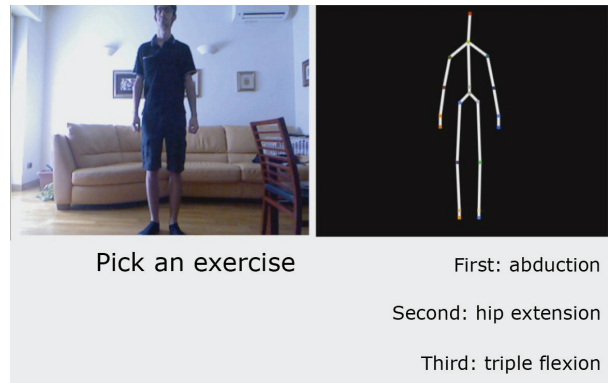 Pick an exercise
First: abduction
Second: hip extension
Third: triple flexion